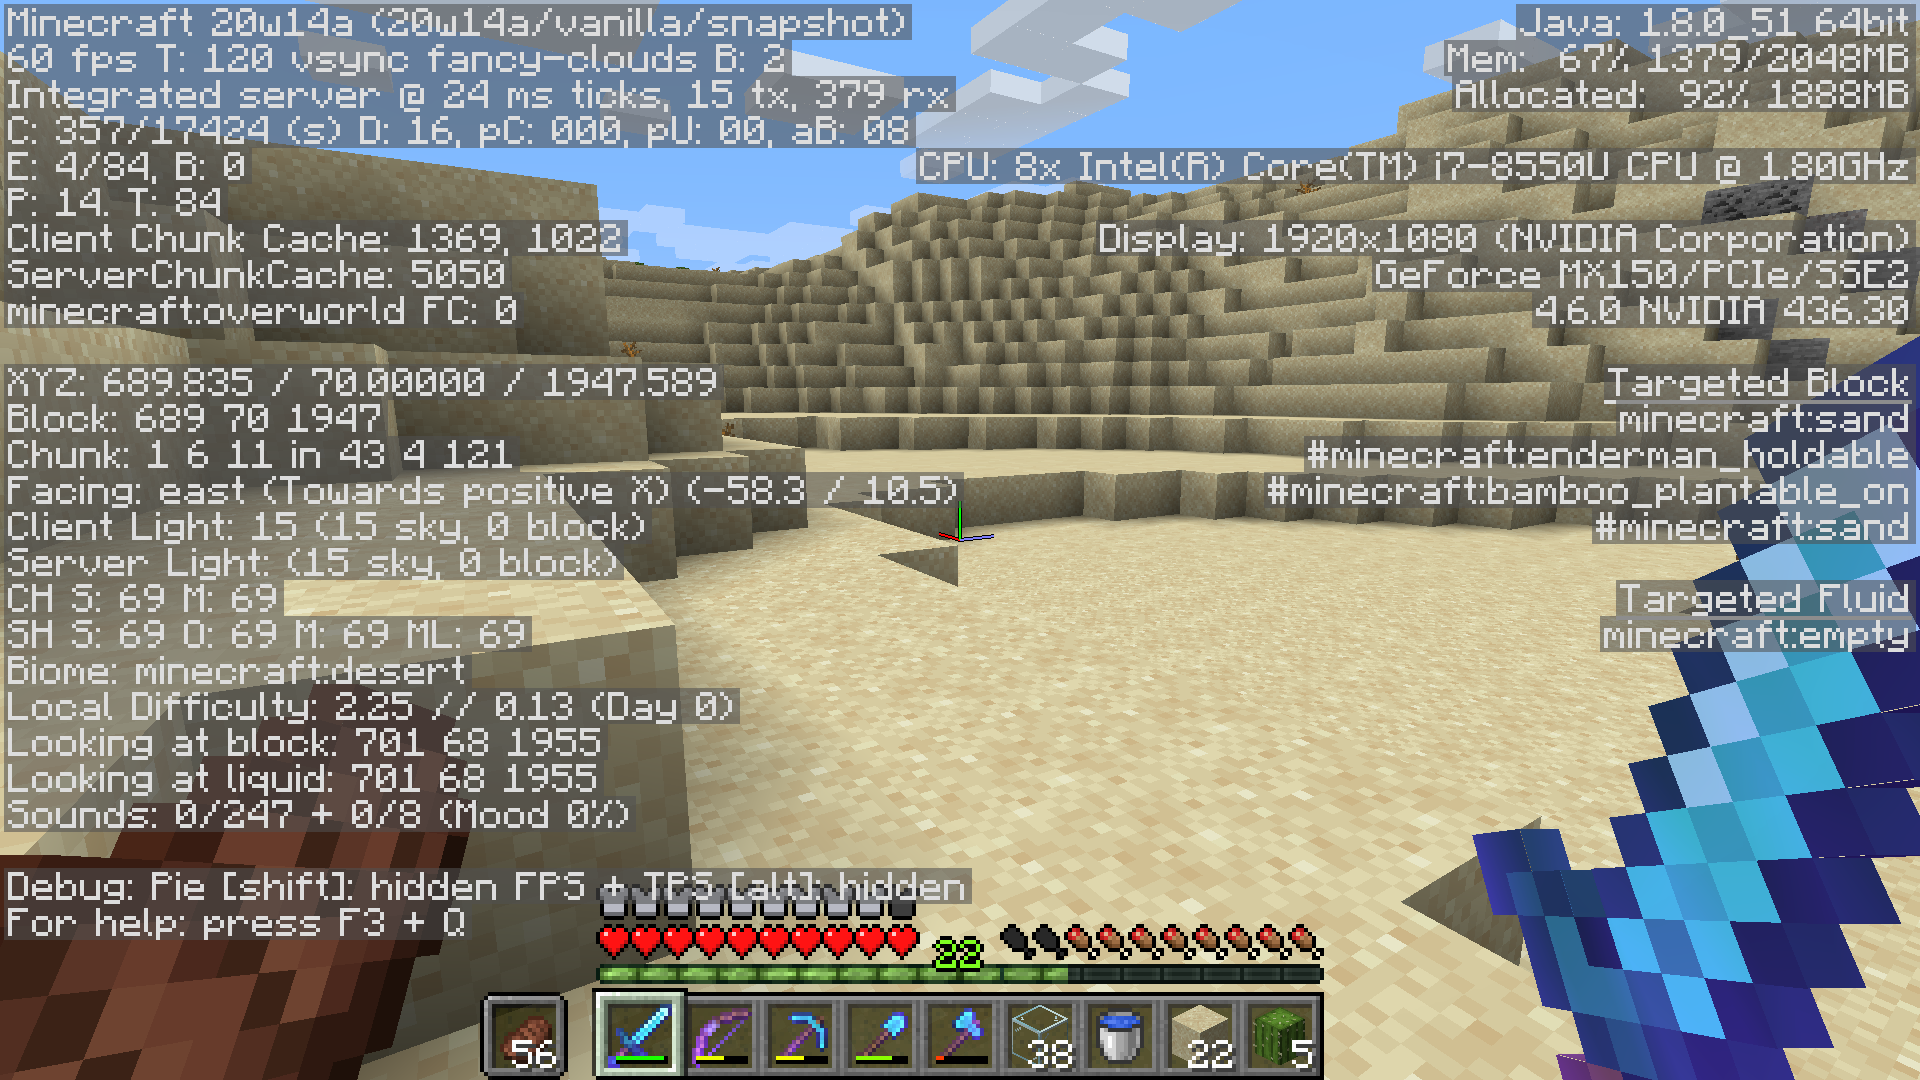 Minecraft 20w14a (20w14a/vanilla/snapshot)
60 fps T: 120 vsync fancy-clouds B: 2
Integrated server @ 24 ms ticks, 15 tx, 379 rx
C: 357/17424 (s) D: 16, pC: 000, pU: 00, aB: 08
E: 4/84, B: 0
P: 14. T: 84
Client Chunk Cache: 1369, 1022
ServerChunkCache: 5050
minecraft:overworld FC: 0
XYZ: 689.835 / 70.00000 / 1947.589
Block: 689 70 1947
Chunk: 1 6 11 in 43 4 121
Facing: east (Towards positive X) (-58.3 / 10.5)
Client Light: 15 (15 sky, 0 block)
Server Light: (15 sky, 0 block)
CH S: 69 M: 69
SH S: 69 O: 69 M: 69 ML: 69
Biome: minecraft:desert
Local Difficulty: 2.25 // 0.13 (Day 0)
Looking at block: 701 68 1955
Looking at liquid: 701 68 1955
Sounds: 0/247 + 0/8 (Mood 0%)
Debug: Pie [shift]: hidden FPS + TPS [alt]: hidden
For help: press F3 + Q
Java: 1.8.0_51 64bit
Mem: 67% 1379/2048MB
Allocated: 92% 1888MB
CPU: 8x Intel(R) Core(TM) i7-8550U CPU @ 1.80GHz
Display: 1920x1080 (NVIDIA Corporation)
GeForce MX150/PCIe/SSE2
4.6.0 NVIDIA 436.30
Targeted Block
minecraft:sand
#minecraft:enderman_holdable
#minecraft:bamboo_plantable_on
#minecraft:sand
Targeted Fluid
minecraft:empty
22
56
38
22
5